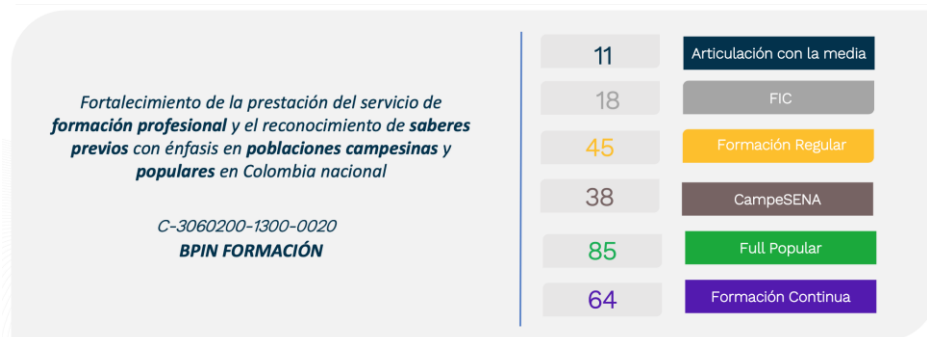 Fortalecimiento de la prestación del servicio de
formación profesional y el reconocimiento de saberes
previos con énfasis en poblaciones campesinas y
populares en Colombia nacional
C-3060200-1300-0020
BPIN FORMACIÓN
11 Articulación con la media
18 FIC
45 Formación Regular
38 CampeSENA
85 Full Popular
64 Formación Continua